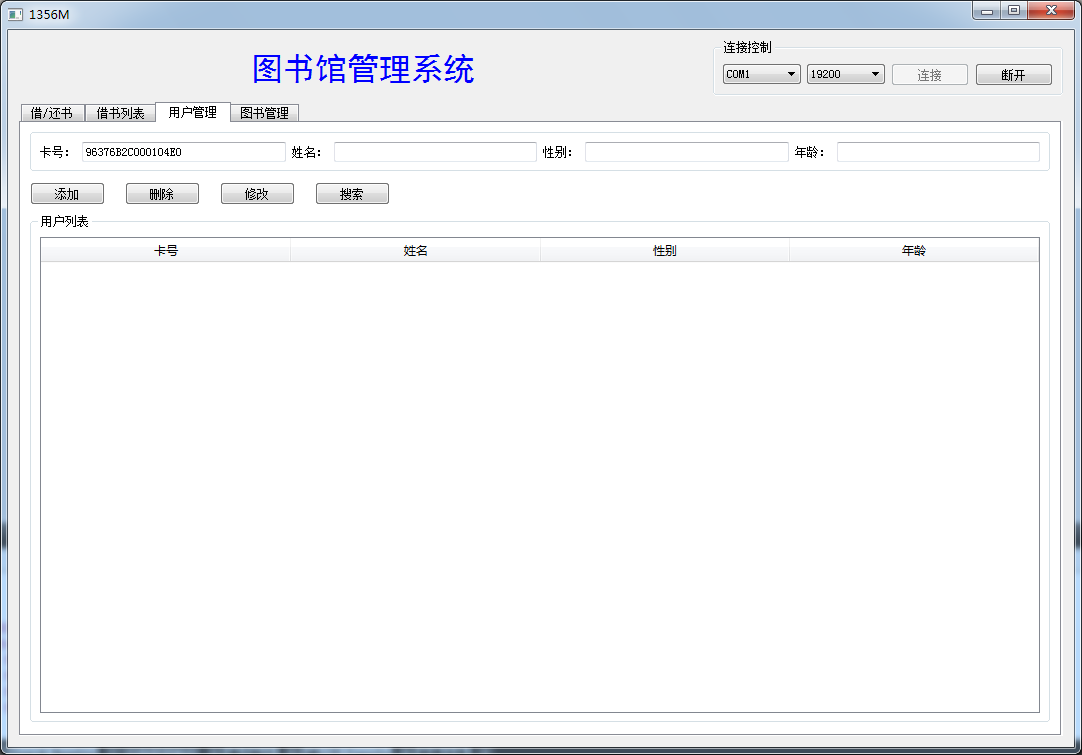 1356M
图书馆管理系统
连接控制
COM1 19200 连接 断开
借/还书 借书列表 用户管理 图书管理
卡号： 96376B2C000104E0 姓名： 性别： 年龄：
添加 删除 修改 搜索
用户列表
卡号 姓名 性别 年龄